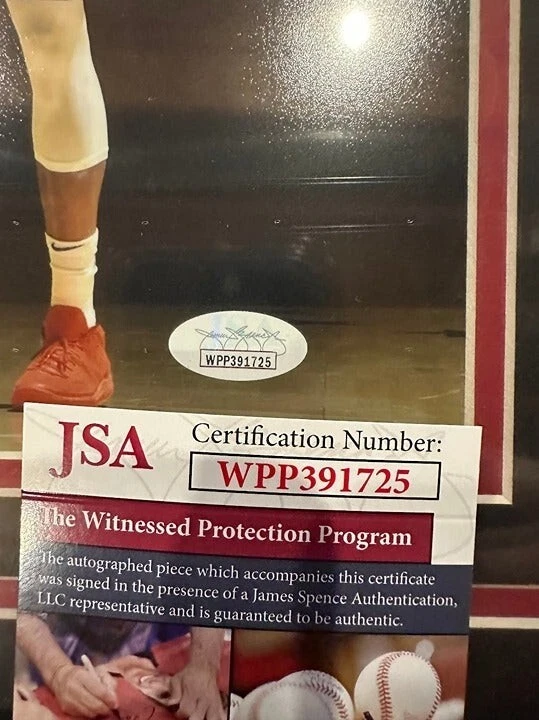 WPP391725
JSA
Certification Number:
WPP391725
The Witnessed Protection Program
The autographed piece which accompanies this certificate
was signed in the presence of a James Spence Authentication,
LLC representative and is guaranteed to be authentic.